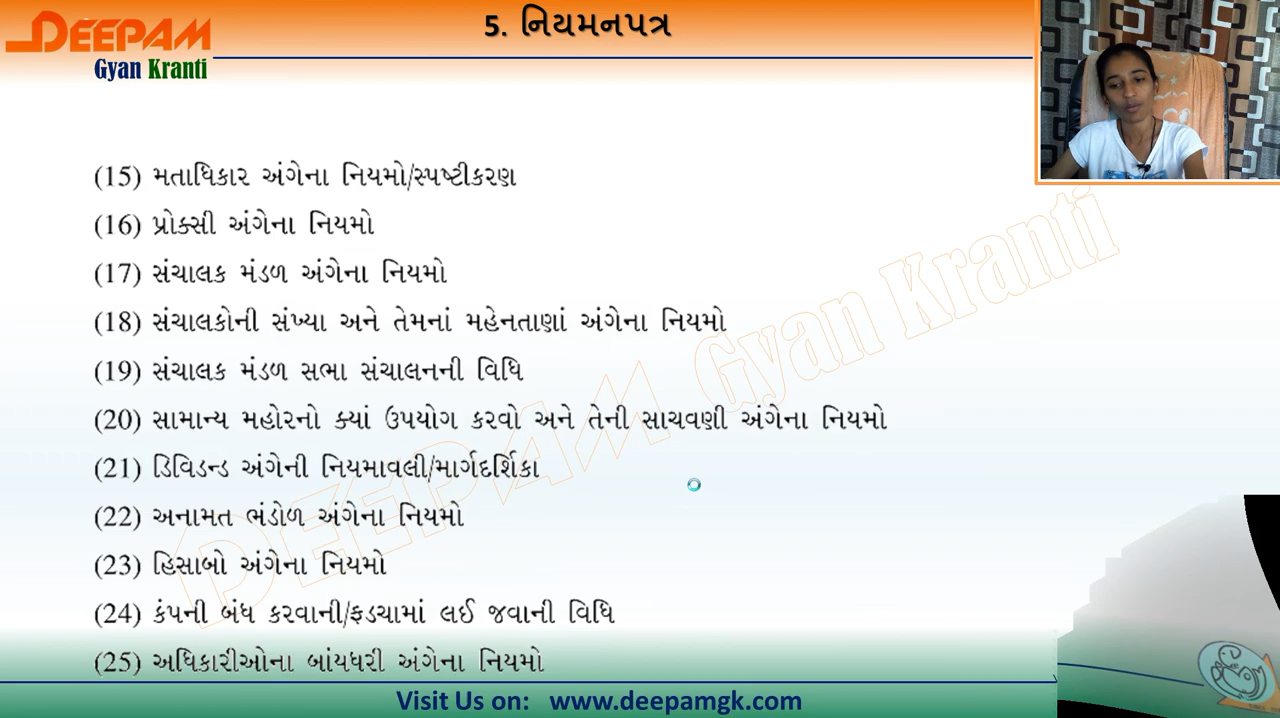 DEEPAM
Gyan Kranti
5. નિયમનપત્ર
(15) મતાધિકાર અંગેના નિયમો/સ્પષ્ટીકરણ
(16) પ્રોક્સી અંગેના નિયમો
(17) સંચાલક મંડળ અંગેના નિયમો
(18) સંચાલકોની સંખ્યા અને તેમનાં મહેનતાણાં અંગેના નિયમો
(19) સંચાલક મંડળ સભા સંચાલનની વિધિ
(20) સામાન્ય મહોરનો ક્યાં ઉપયોગ કરવો અને તેની સાચવણી અંગેના નિયમો
(21) ડિવિડન્ડ અંગેની નિયમાવલી/માર્ગદર્શિકા
(22) અનામત ભંડોળ અંગેના નિયમો
(23) હિસાબો અંગેના નિયમો
(24) કંપની બંધ કરવાની/ફડચામાં લઈ જવાની વિધિ
(25) અધિકારીઓના બાંયધરી અંગેના નિયમો
DEEPAM Gyan Kranti
Visit Us on: www.deepamgk.com